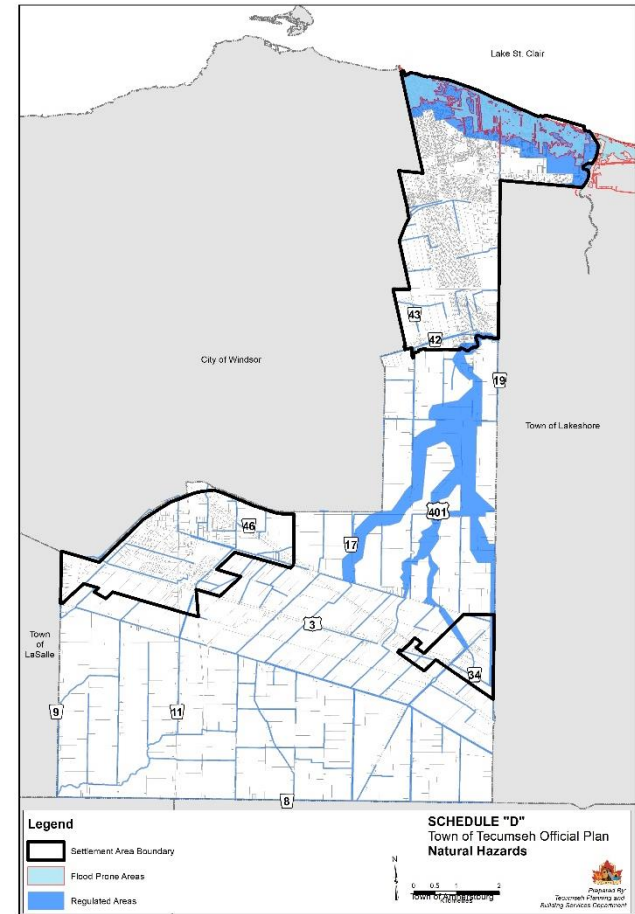 Lake St. Clair
43
42
City of Windsor
19
Town of Lakeshore
401
46
17
3
Town
of
LaSalle
34
9
11
8
Legend
Settlement Area Boundary
Flood Prone Areas
Regulated Areas
SCHEDULE "D"
Town of Tecumseh Official Plan
Natural Hazards
N
0 0.5 1 2
Town of Amherstburg
Prepared By
Tecumseh Planning and
Building Services Department